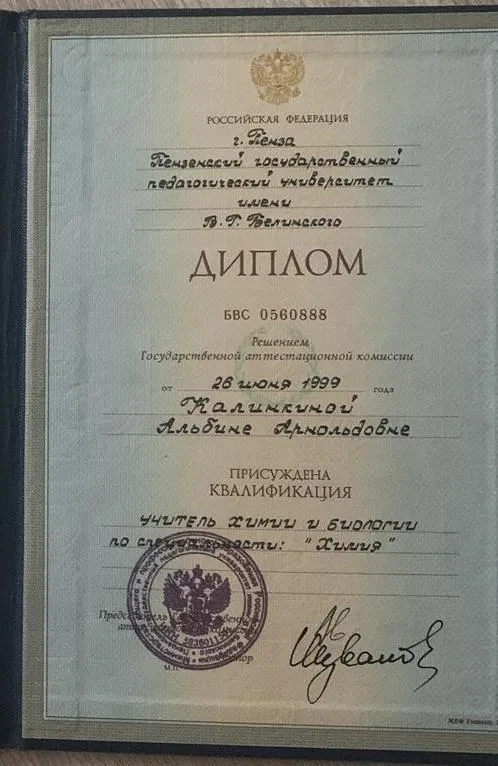 РОССИЙСКАЯ ФЕДЕРАЦИЯ
г. Пенза
Пензенский государственный
педагогический университет
имени
В.Г. Белинского
ДИПЛОМ
БВС 0560888
Решением
Государственной аттестационной комиссии
от 26 июня 1999 года
Калинкиной
Альбине Арнольдовне
ПРИСУЖДЕНА
КВАЛИФИКАЦИЯ
УЧИТЕЛЬ ХИМИИ И БИОЛОГИИ
по специальности: "Химия"
Председатель